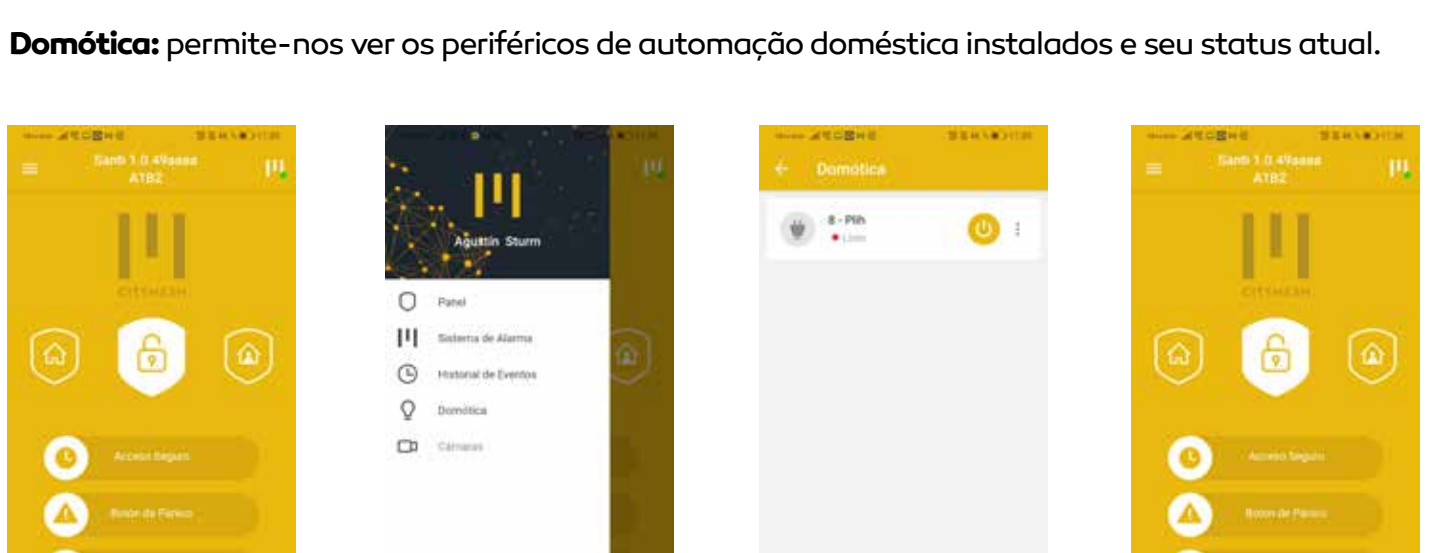 Domótica: permite-nos ver os periféricos de automação doméstica instalados e seu status atual.
Santi 1.0.49aaaa
A1B2
CITYMESH
Acceso Seguro
Boton de Panico
Agustin Sturm
Panel
Sistema de Alarma
Historial de Eventos
Domótica
Cámaras
Domótica
8 - Plih
Listo
Santi 1.0.49aaaa
A1B2
CITYMESH
Acceso Seguro
Boton de Panico